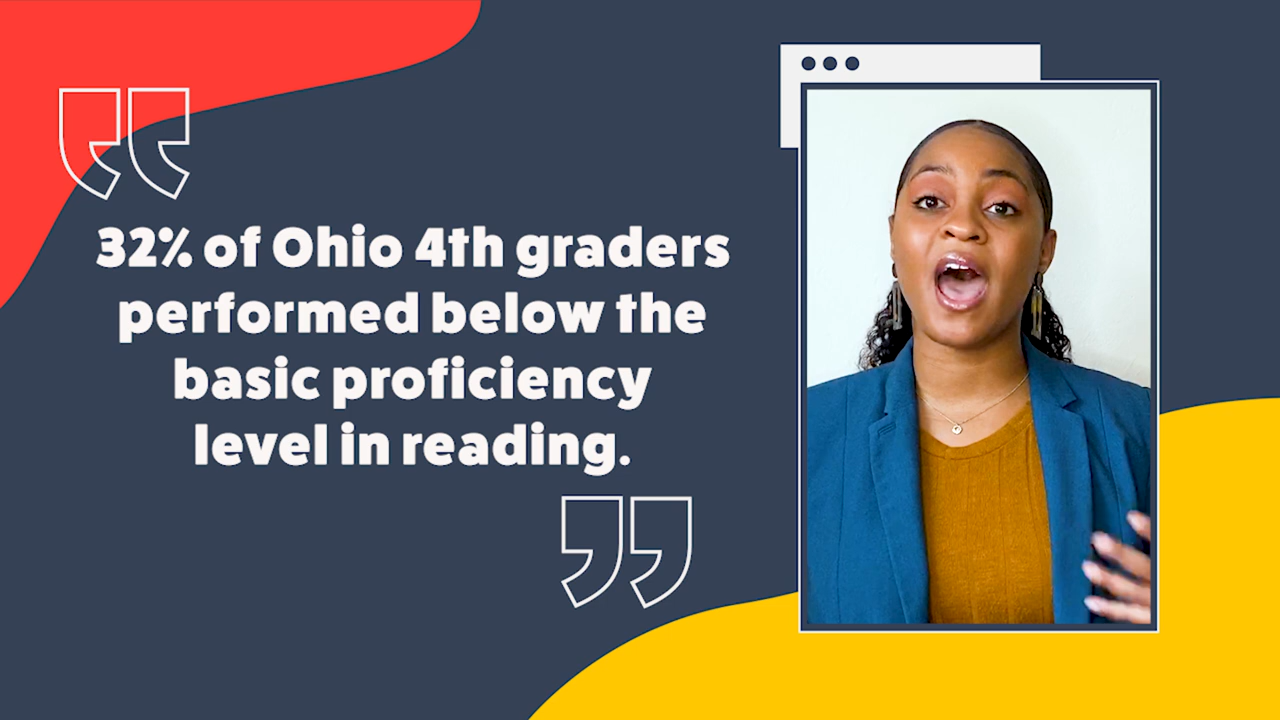 32% of Ohio 4th graders
performed below the
basic proficiency
level in reading.